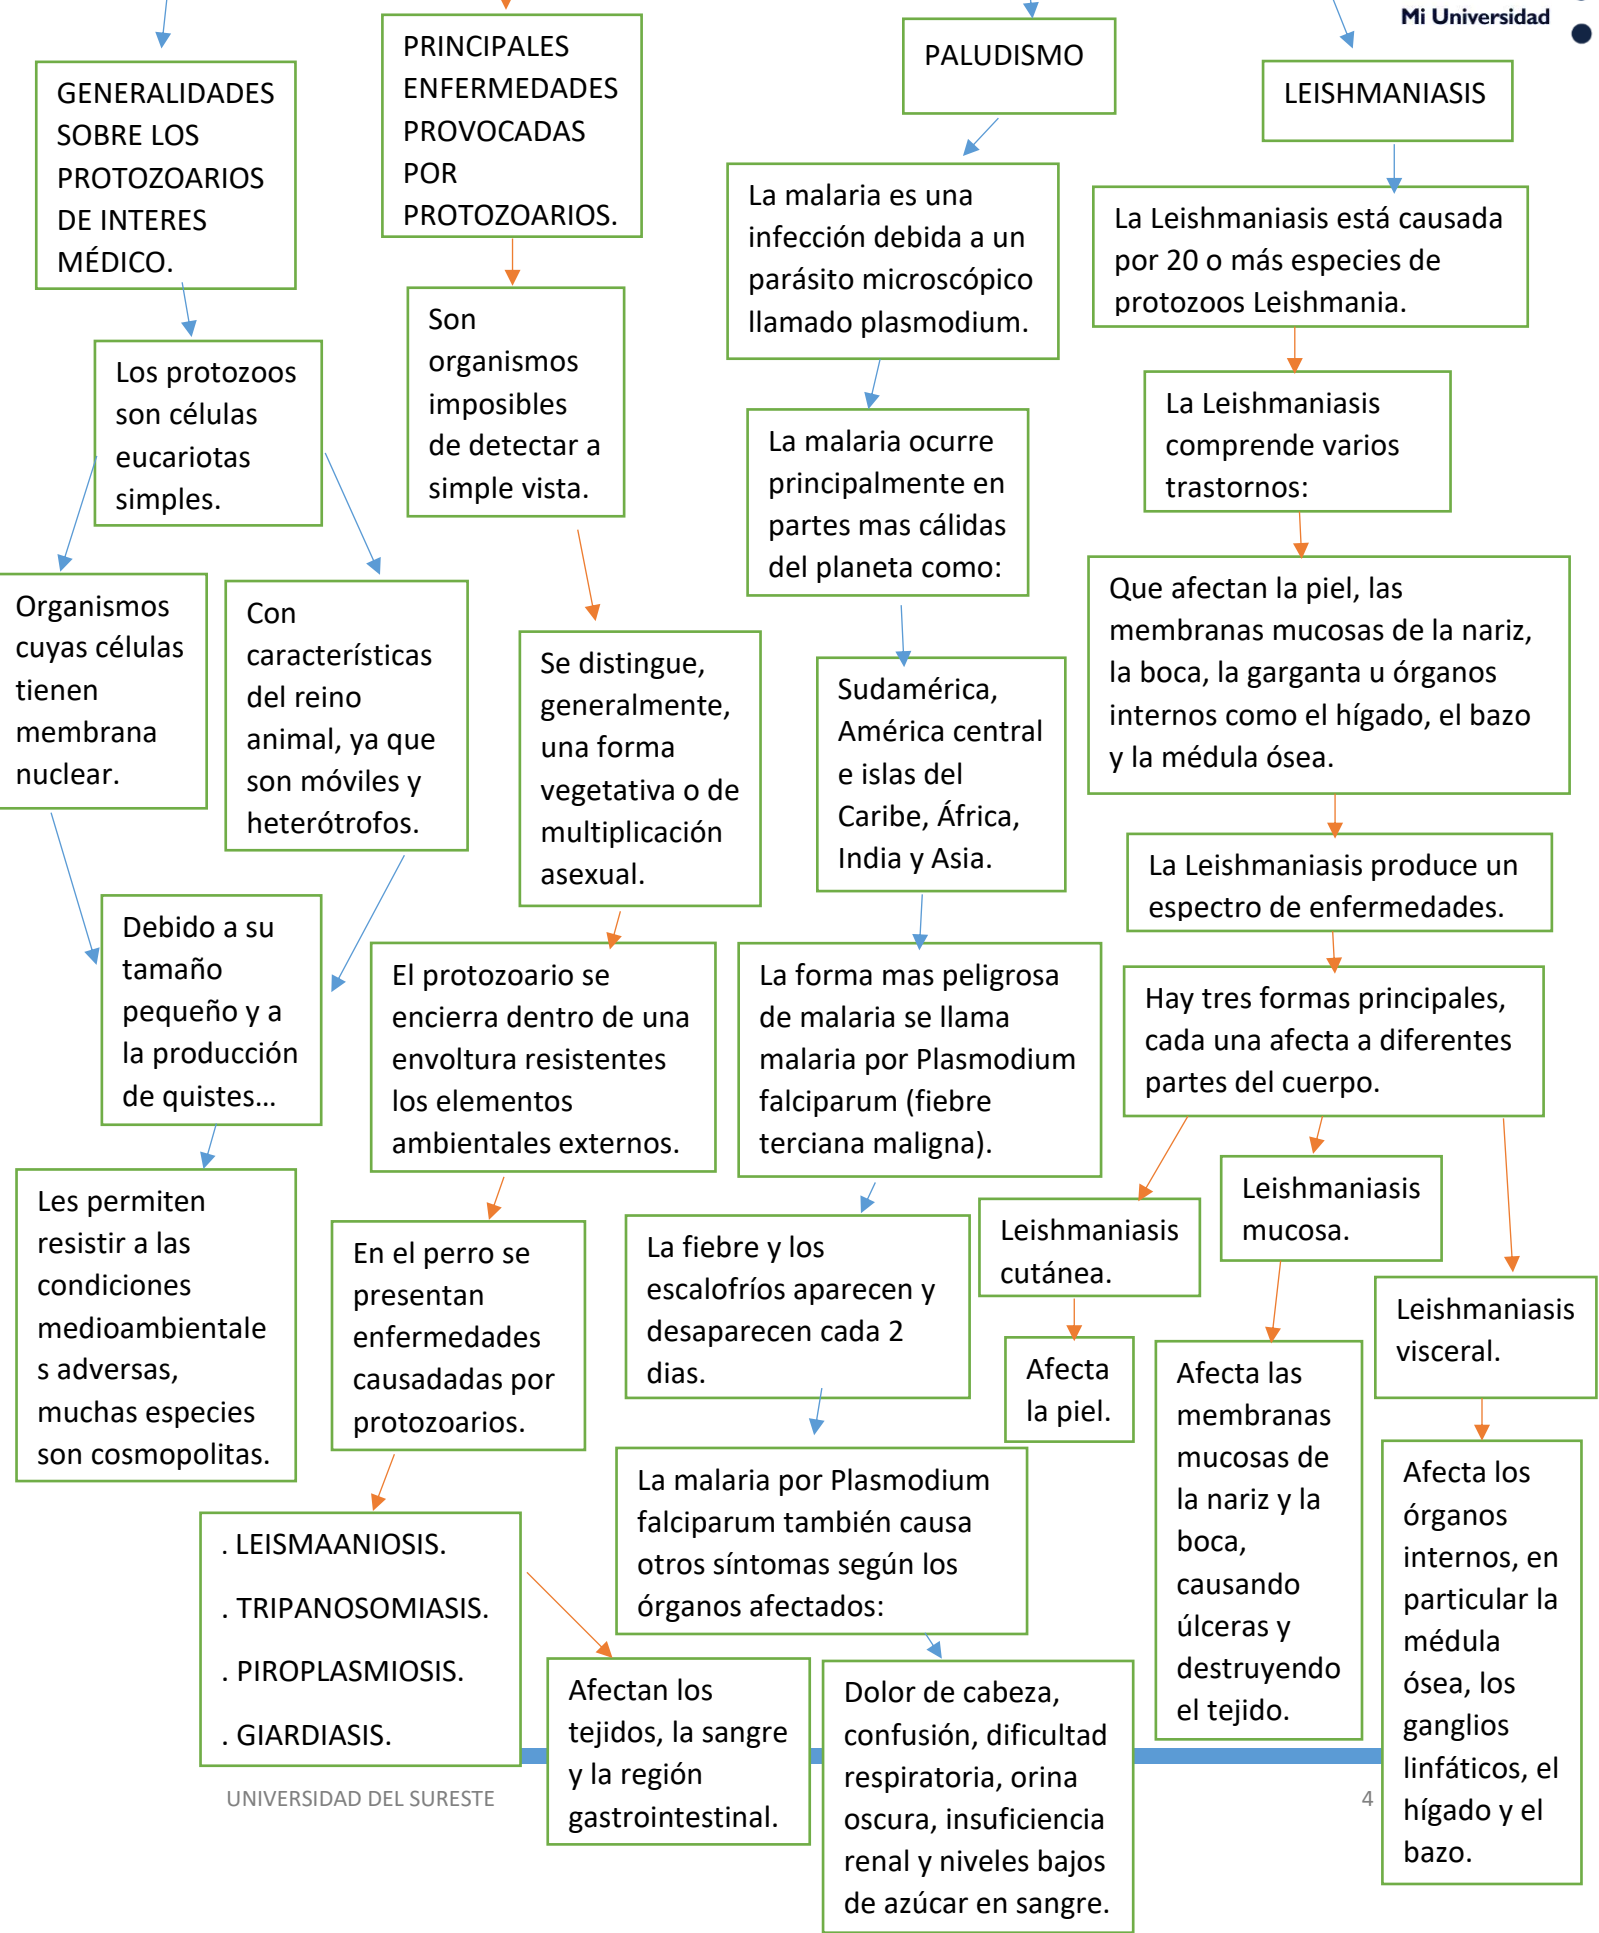 Mi Universidad
GENERALIDADES
SOBRE LOS
PROTOZOARIOS
DE INTERES
MÉDICO.
Los protozoos
son células
eucariotas
simples.
Organismos
cuyas células
tienen
membrana
nuclear.
Con
características
del reino
animal, ya que
son móviles y
heterótrofos.
Debido a su
tamaño
pequeño y a
la producción
de quistes…
Les permiten
resistir a las
condiciones
medioambientale
s adversas,
muchas especies
son cosmopolitas.
PRINCIPALES
ENFERMEDADES
PROVOCADAS
POR
PROTOZOARIOS.
Son
organismos
imposibles
de detectar a
simple vista.
Se distingue,
generalmente,
una forma
vegetativa o de
multiplicación
asexual.
El protozoario se
encierra dentro de una
envoltura resistentes
los elementos
ambientales externos.
En el perro se
presentan
enfermedades
causadadas por
protozoarios.
. LEISMAANIOSIS.
. TRIPANOSOMIASIS.
. PIROPLASMIOSIS.
. GIARDIASIS.
Afectan los
tejidos, la sangre
y la región
gastrointestinal.
PALUDISMO
La malaria es una
infección debida a un
parásito microscópico
llamado plasmodium.
La malaria ocurre
principalmente en
partes mas cálidas
del planeta como:
Sudamérica,
América central
e islas del
Caribe, África,
India y Asia.
La forma mas peligrosa
de malaria se llama
malaria por Plasmodium
falciparum (fiebre
terciana maligna).
La fiebre y los
escalofríos aparecen y
desaparecen cada 2
dias.
La malaria por Plasmodium
falciparum también causa
otros síntomas según los
órganos afectados:
Dolor de cabeza,
confusión, dificultad
respiratoria, orina
oscura, insuficiencia
renal y niveles bajos
de azúcar en sangre.
LEISHMANIASIS
La Leishmaniasis está causada
por 20 o más especies de
protozoos Leishmania.
La Leishmaniasis
comprende varios
trastornos:
Que afectan la piel, las
membranas mucosas de la nariz,
la boca, la garganta u órganos
internos como el hígado, el bazo
y la médula ósea.
La Leishmaniasis produce un
espectro de enfermedades.
Hay tres formas principales,
cada una afecta a diferentes
partes del cuerpo.
Leishmaniasis
cutánea.
Afecta
la piel.
Leishmaniasis
mucosa.
Afecta las
membranas
mucosas de
la nariz y la
boca,
causando
úlceras y
destruyendo
el tejido.
Leishmaniasis
visceral.
Afecta los
órganos
internos, en
particular la
médula
ósea, los
ganglios
linfáticos, el
hígado y el
bazo.
UNIVERSIDAD DEL SURESTE
4